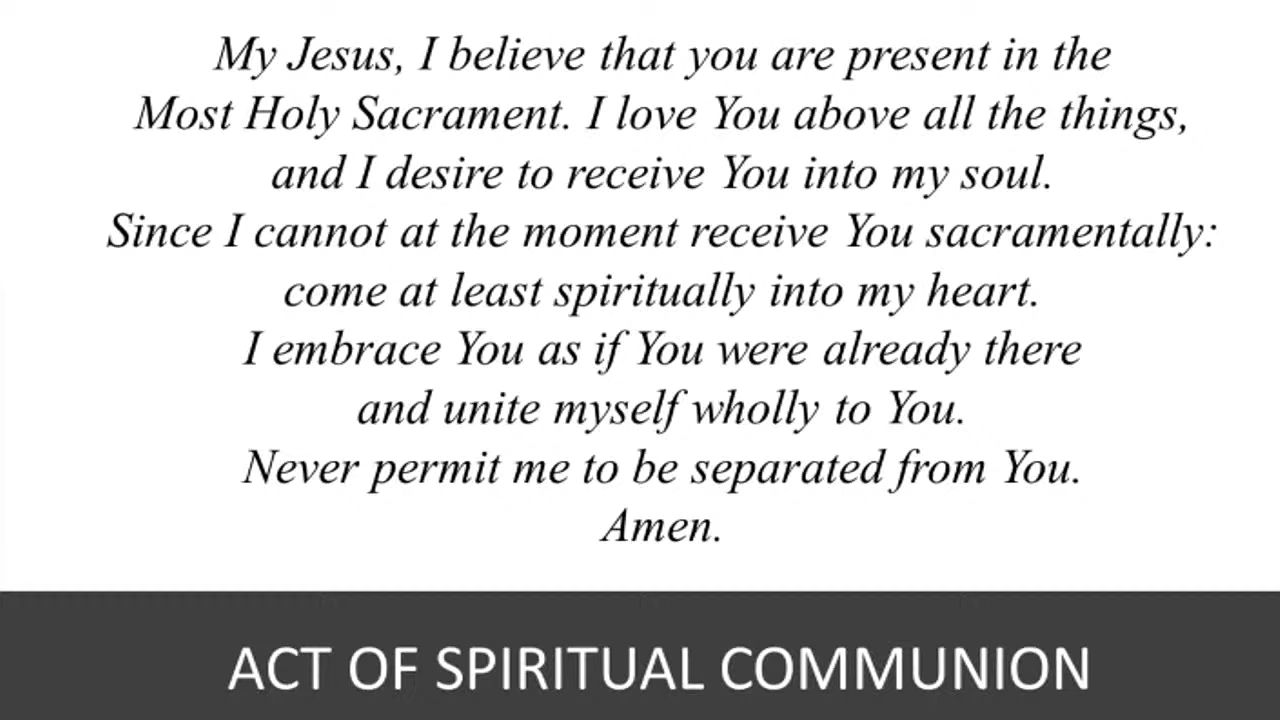 My Jesus, I believe that you are present in the
Most Holy Sacrament. I love You above all the things,
and I desire to receive You into my soul.
Since I cannot at the moment receive You sacramentally:
come at least spiritually into my heart.
I embrace You as if You were already there
and unite myself wholly to You.
Never permit me to be separated from You.
Amen.
ACT OF SPIRITUAL COMMUNION